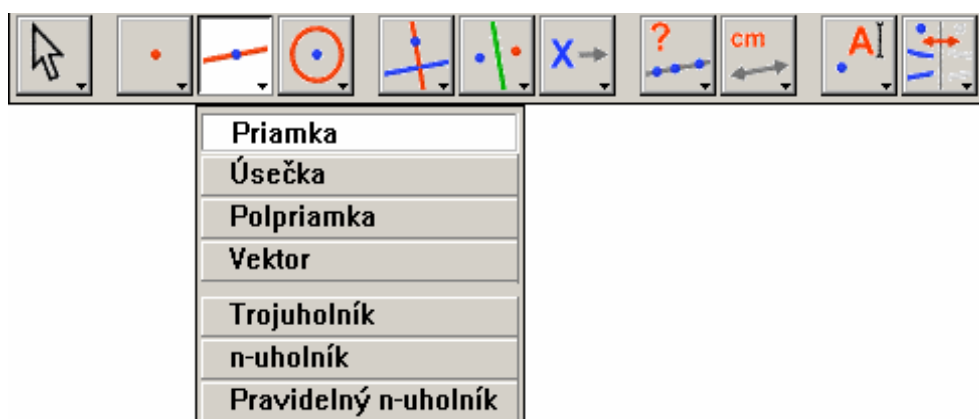 X ? cm A
Priamka
Úsečka
Polpriamka
Vektor
Trojuholník
n-uholník
Pravidelný n-uholník